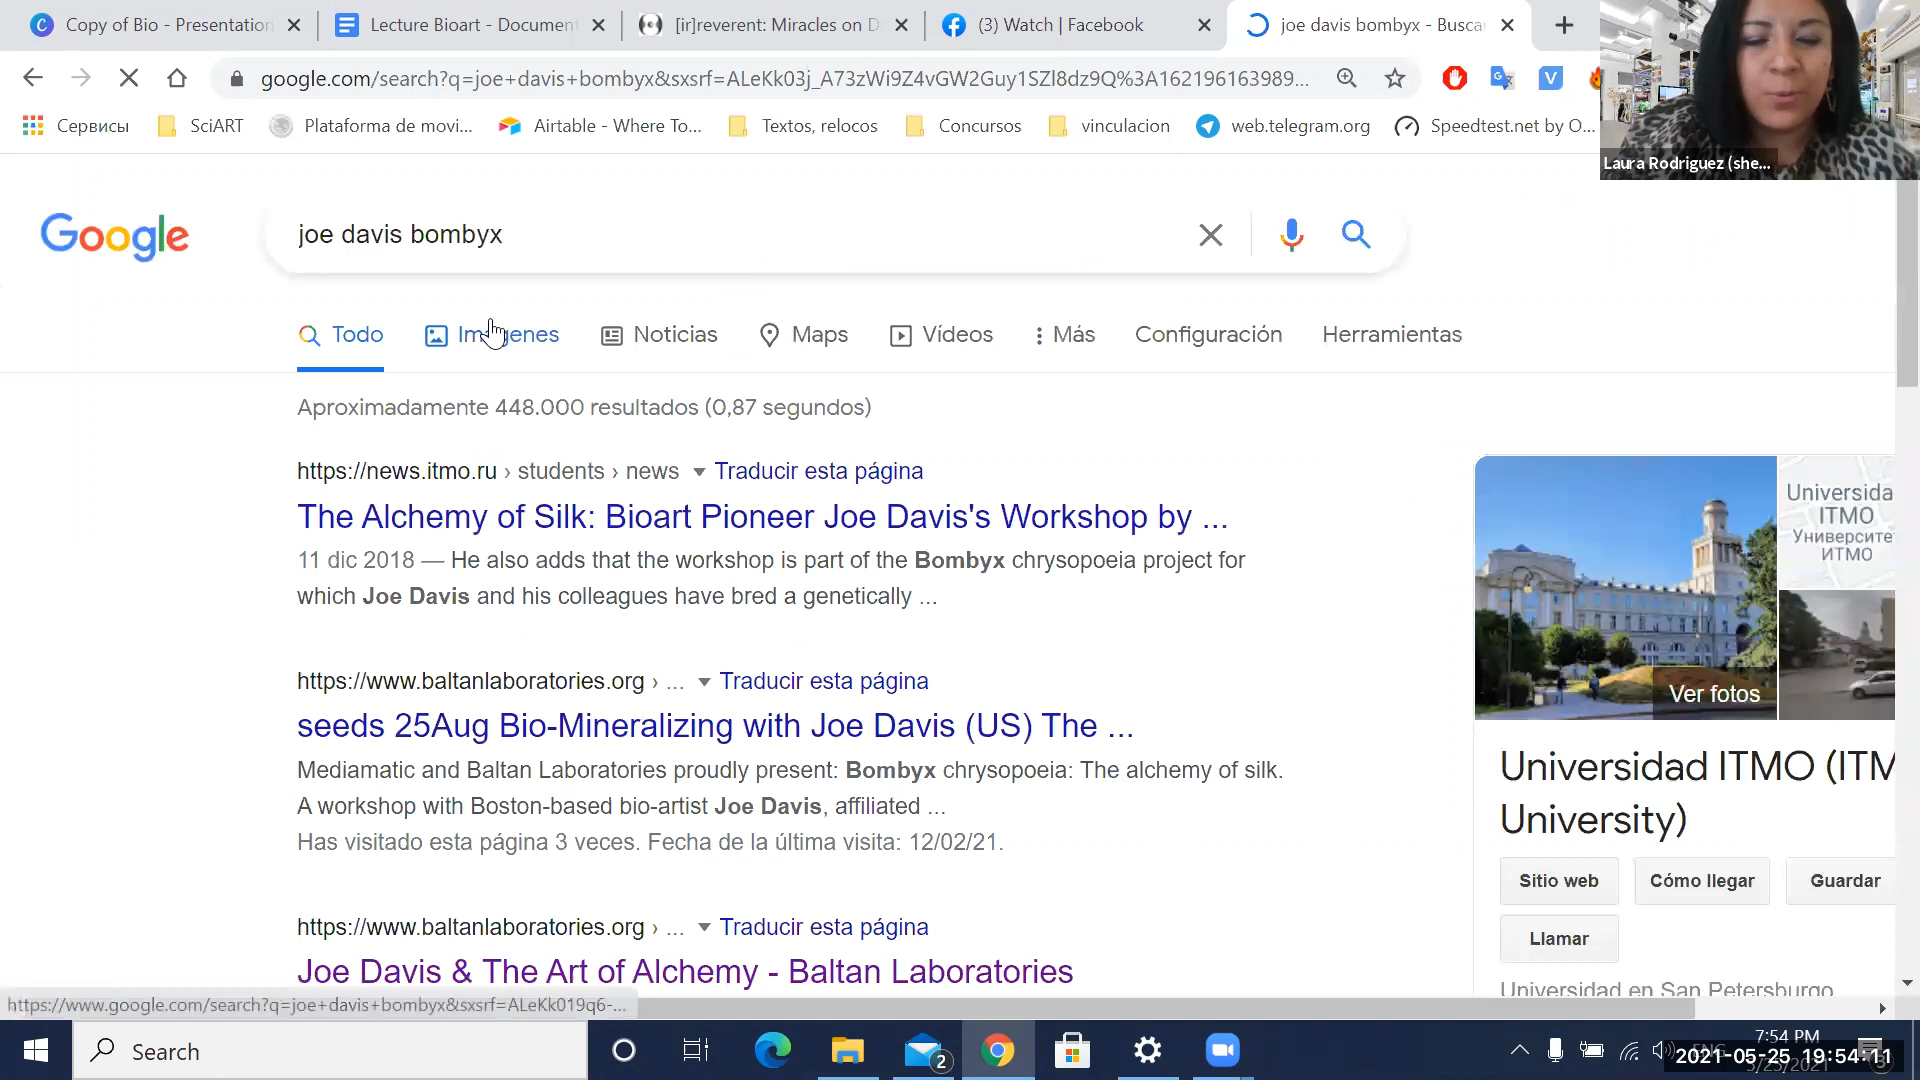 Copy of Bio - Presentation
Lecture Bioart - Document
[ir]reverent: Miracles on D
(3) Watch | Facebook
joe davis bombyx - Busca
google.com/search?q=joe+davis+bombyx&sxsrf=ALeKk03j_A73zWi9Z4vGW2Guy1SZl8dz9Q%3A162196163989...
Сервисы
SciART
Plataforma de movi...
Airtable - Where To...
Textos, relocos
Concursos
vinculacion
web.telegram.org
Speedtest.net by O...
Laura Rodriguez (she...
Google
joe davis bombyx
Todo
Imágenes
Noticias
Maps
Vídeos
Más
Configuración
Herramientas
Aproximadamente 448.000 resultados (0,87 segundos)
https://news.itmo.ru › students › news
Traducir esta página
The Alchemy of Silk: Bioart Pioneer Joe Davis's Workshop by ...
11 dic 2018 — He also adds that the workshop is part of the Bombyx chrysopoeia project for
which Joe Davis and his colleagues have bred a genetically ...
https://www.baltanlaboratories.org › ...
Traducir esta página
seeds 25Aug Bio-Mineralizing with Joe Davis (US) The ...
Mediamatic and Baltan Laboratories proudly present: Bombyx chrysopoeia: The alchemy of silk.
A workshop with Boston-based bio-artist Joe Davis, affiliated ...
Has visitado esta página 3 veces. Fecha de la última visita: 12/02/21.
https://www.baltanlaboratories.org › ...
Traducir esta página
Joe Davis & The Art of Alchemy - Baltan Laboratories
Universida
ITMO
Университе
ИТМО
Ver fotos
Universidad ITMO (ITM
University)
Sitio web
Cómo llegar
Guardar
Llamar
Universidad en San Petersburgo
https://www.google.com/search?q=joe+davis+bombyx&sxsrf=ALeKk019q6-...
Search
2
7:54 PM
ENG
2021-05-25 19:54:11
3